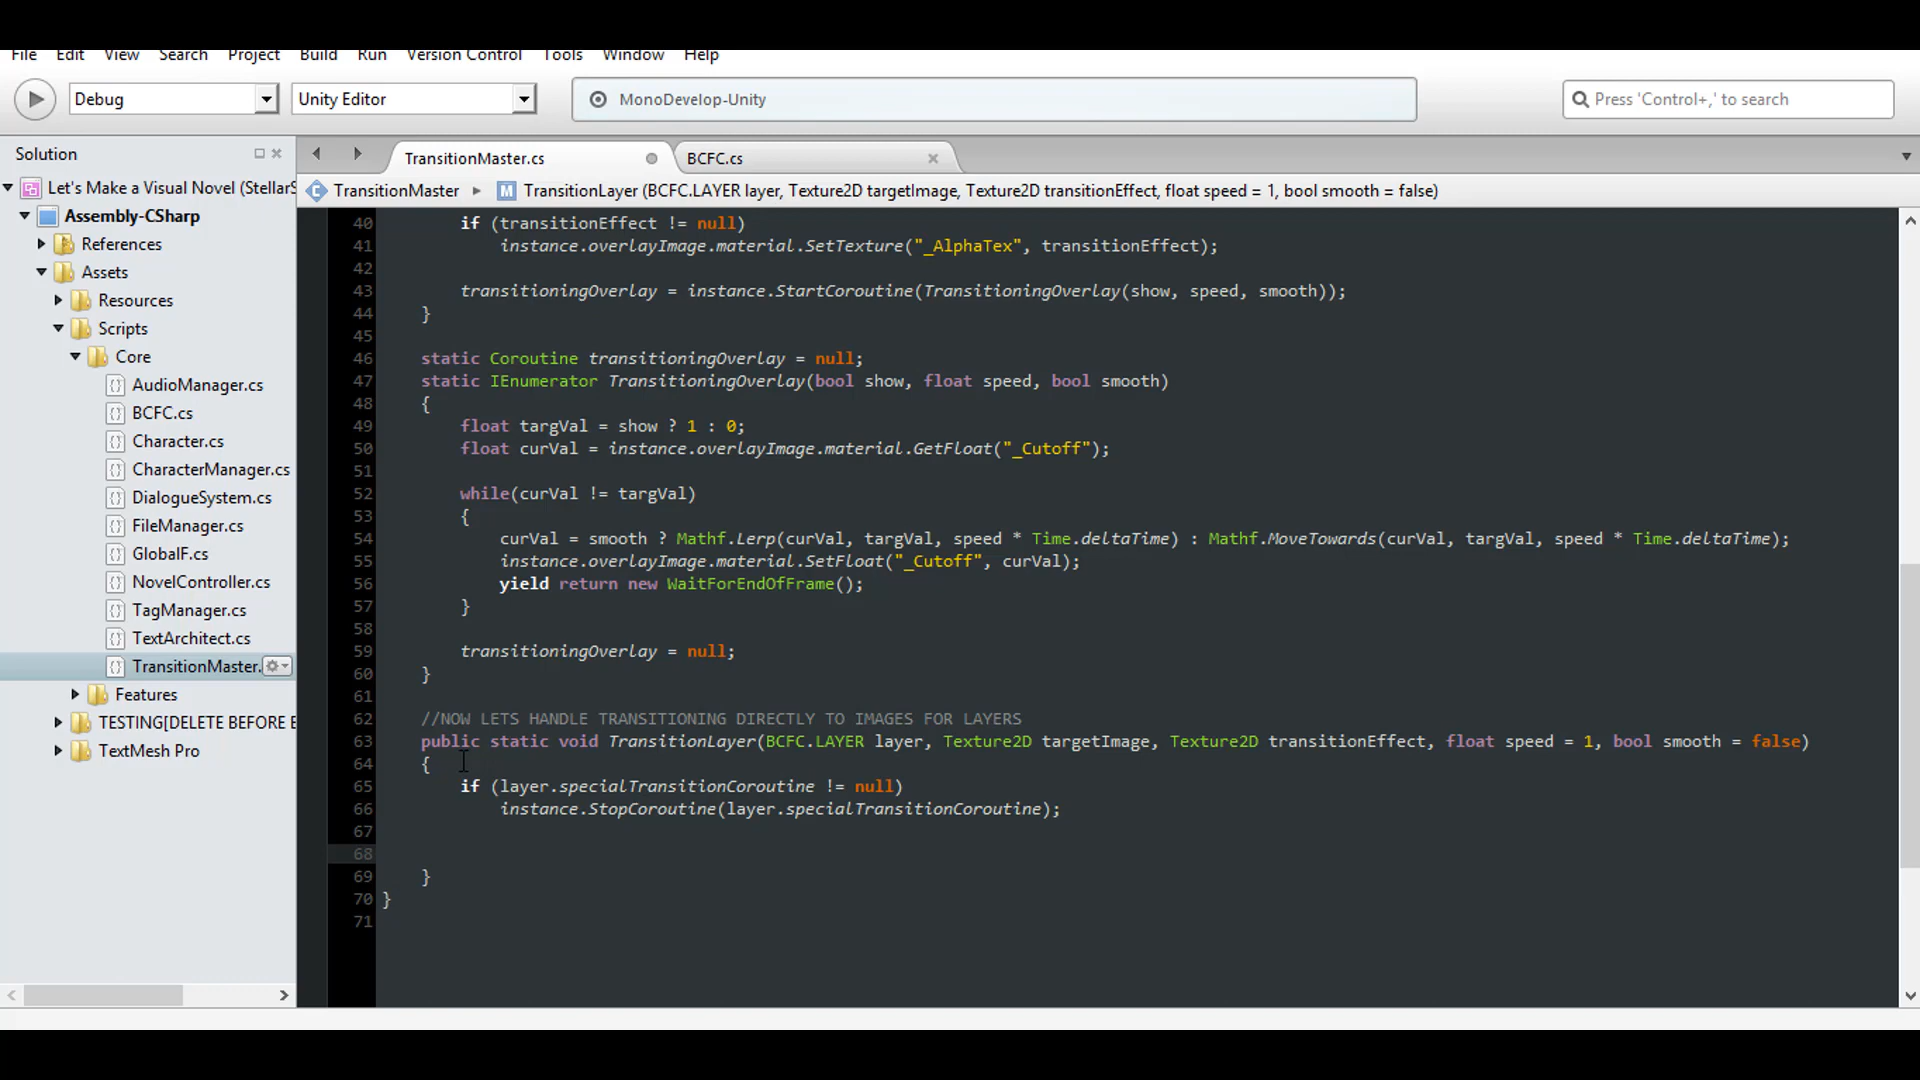 File Edit View Search Project Build Run Version Control Tools Window Help
Debug Unity Editor MonoDevelop-Unity Press 'Control+,' to search
Solution
Let's Make a Visual Novel (StellarS
Assembly-CSharp
References
Assets
Resources
Scripts
Core
AudioManager.cs
BCFC.cs
Character.cs
CharacterManager.cs
DialogueSystem.cs
FileManager.cs
GlobalF.cs
NovelController.cs
TagManager.cs
TextArchitect.cs
TransitionMaster.
Features
TESTING[DELETE BEFORE E
TextMesh Pro
TransitionMaster.cs BCFC.cs
TransitionMaster TransitionLayer (BCFC.LAYER layer, Texture2D targetImage, Texture2D transitionEffect, float speed = 1, bool smooth = false)
40 if (transitionEffect != null)
41 instance.overlayImage.material.SetTexture("_AlphaTex", transitionEffect);
42
43 transitioningOverlay = instance.StartCoroutine(TransitioningOverlay(show, speed, smooth));
44 }
45
46 static Coroutine transitioningOverlay = null;
47 static IEnumerator TransitioningOverlay(bool show, float speed, bool smooth)
48 {
49 float targVal = show ? 1 : 0;
50 float curVal = instance.overlayImage.material.GetFloat("_Cutoff");
51
52 while(curVal != targVal)
53 {
54 curVal = smooth ? Mathf.Lerp(curVal, targVal, speed * Time.deltaTime) : Mathf.MoveTowards(curVal, targVal, speed * Time.deltaTime);
55 instance.overlayImage.material.SetFloat("_Cutoff", curVal);
56 yield return new WaitForEndOfFrame();
57 }
58
59 transitioningOverlay = null;
60 }
61
62 //NOW LETS HANDLE TRANSITIONING DIRECTLY TO IMAGES FOR LAYERS
63 public static void TransitionLayer(BCFC.LAYER layer, Texture2D targetImage, Texture2D transitionEffect, float speed = 1, bool smooth = false)
64 {
65 if (layer.specialTransitionCoroutine != null)
66 instance.StopCoroutine(layer.specialTransitionCoroutine);
67
68
69 }
70 }
71